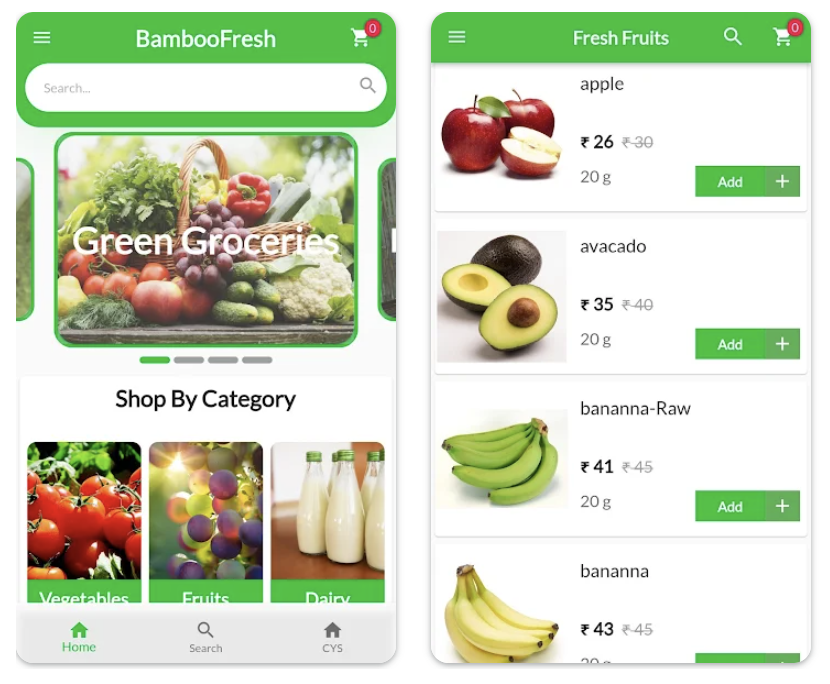 BambooFresh
0
Search...
Green Groceries
Shop By Category
Vegetables
Fruits
Dairy
Home
Search
CYS
Fresh Fruits
0
apple
₹ 26 ₹ 30
20 g
Add +
avacado
₹ 35 ₹ 40
20 g
Add +
bananna-Raw
₹ 41 ₹ 45
20 g
Add +
bananna
₹ 43 ₹ 45
20 g